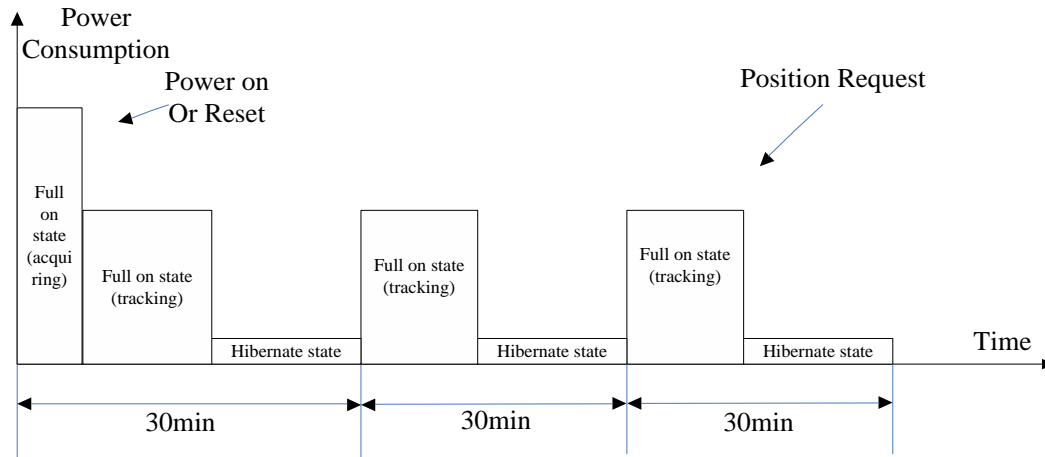 Power
Consumption
Power on
Or Reset
Position Request
Full
on
state
(acqui
ring)
Full on state
(tracking)
Hibernate state
Full on state
(tracking)
Hibernate state
Full on state
(tracking)
Hibernate state
Time
30min
30min
30min